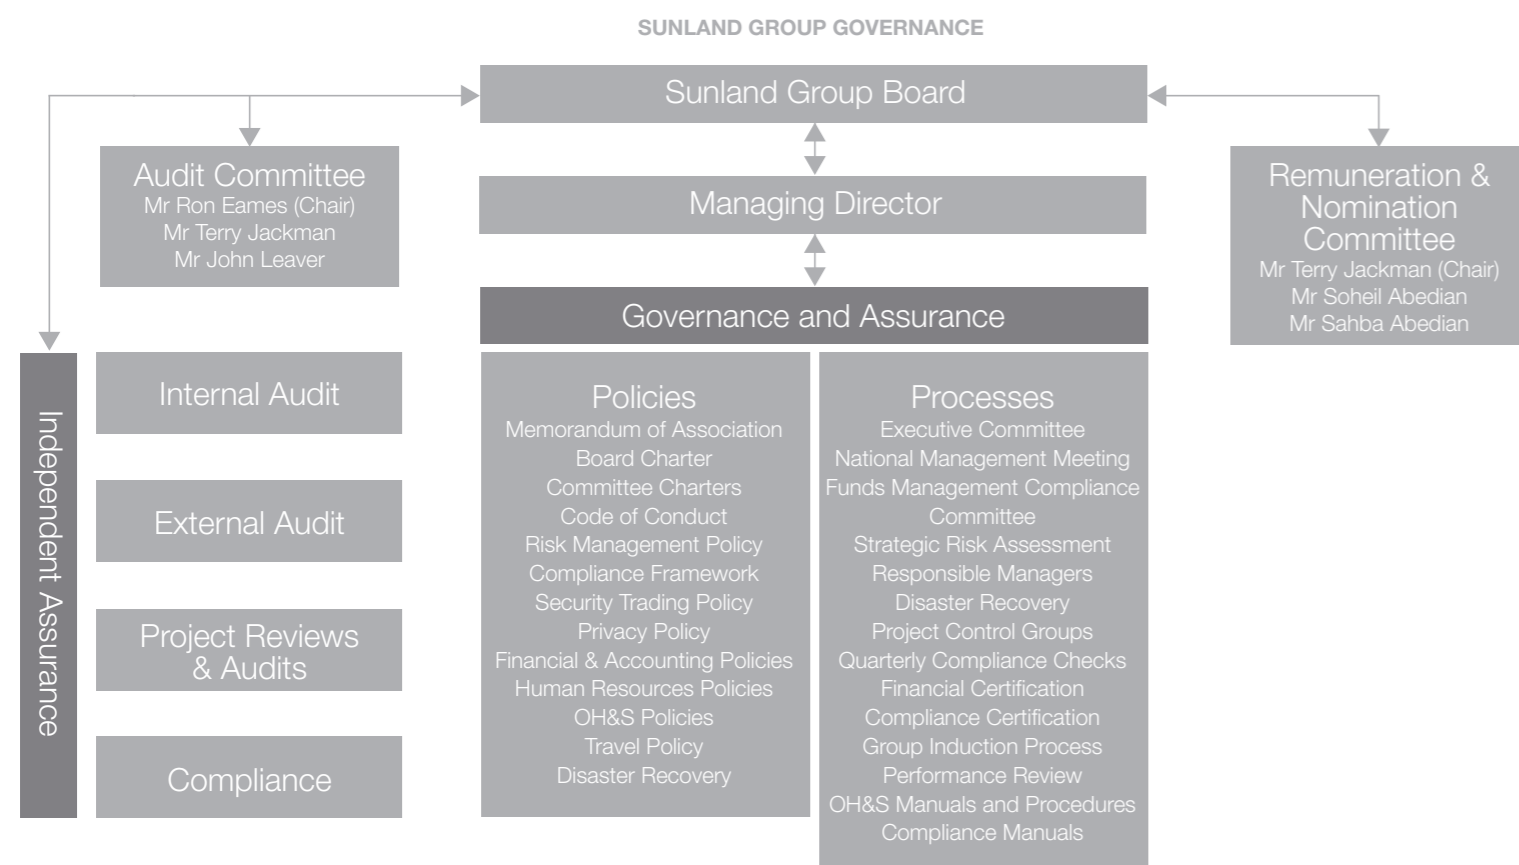 SUNLAND GROUP GOVERNANCE
Sunland Group Board
Audit Committee
Mr Ron Eames (Chair)
Mr Terry Jackman
Mr John Leaver
Managing Director
Remuneration &
Nomination
Committee
Mr Terry Jackman (Chair)
Mr Soheil Abedian
Mr Sahba Abedian
Governance and Assurance
Independent Assurance
Internal Audit
External Audit
Project Reviews
& Audits
Compliance
Policies
Memorandum of Association
Board Charter
Committee Charters
Code of Conduct
Risk Management Policy
Compliance Framework
Security Trading Policy
Privacy Policy
Financial & Accounting Policies
Human Resources Policies
OH&S Policies
Travel Policy
Disaster Recovery
Processes
Executive Committee
National Management Meeting
Funds Management Compliance
Committee
Strategic Risk Assessment
Responsible Managers
Disaster Recovery
Project Control Groups
Quarterly Compliance Checks
Financial Certification
Compliance Certification
Group Induction Process
Performance Review
OH&S Manuals and Procedures
Compliance Manuals